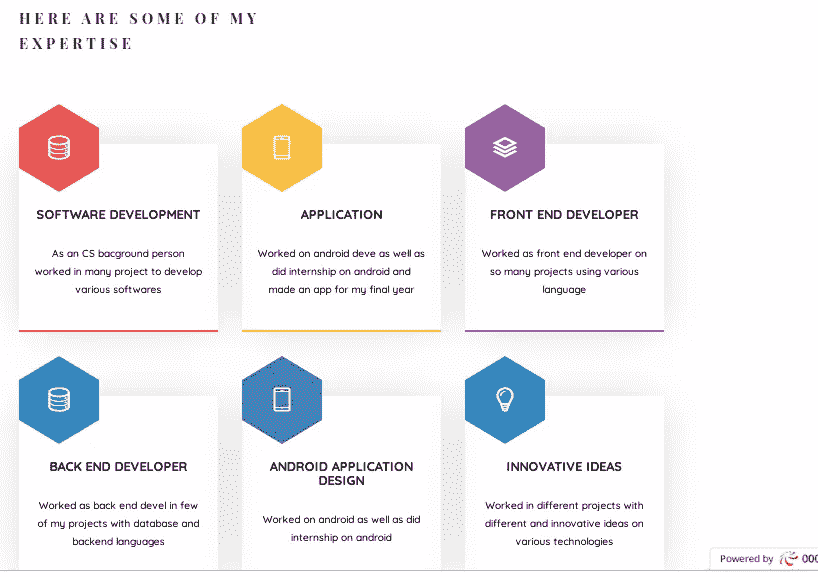 HERE ARE SOME OF MY
EXPERTISE
SOFTWARE DEVELOPMENT
As an CS bacground person
worked in many project to develop
various softwares
APPLICATION
Worked on android deve as well as
did internship on android and
made an app for my final year
FRONT END DEVELOPER
Worked as front end developer on
so many projects using various
language
BACK END DEVELOPER
Worked as back end devel in few
of my projects with database and
backend languages
ANDROID APPLICATION
DESIGN
Worked on android as well as did
internship on android
INNOVATIVE IDEAS
Worked in different projects with
different and innovative ideas on
various technologies
Powered by 000